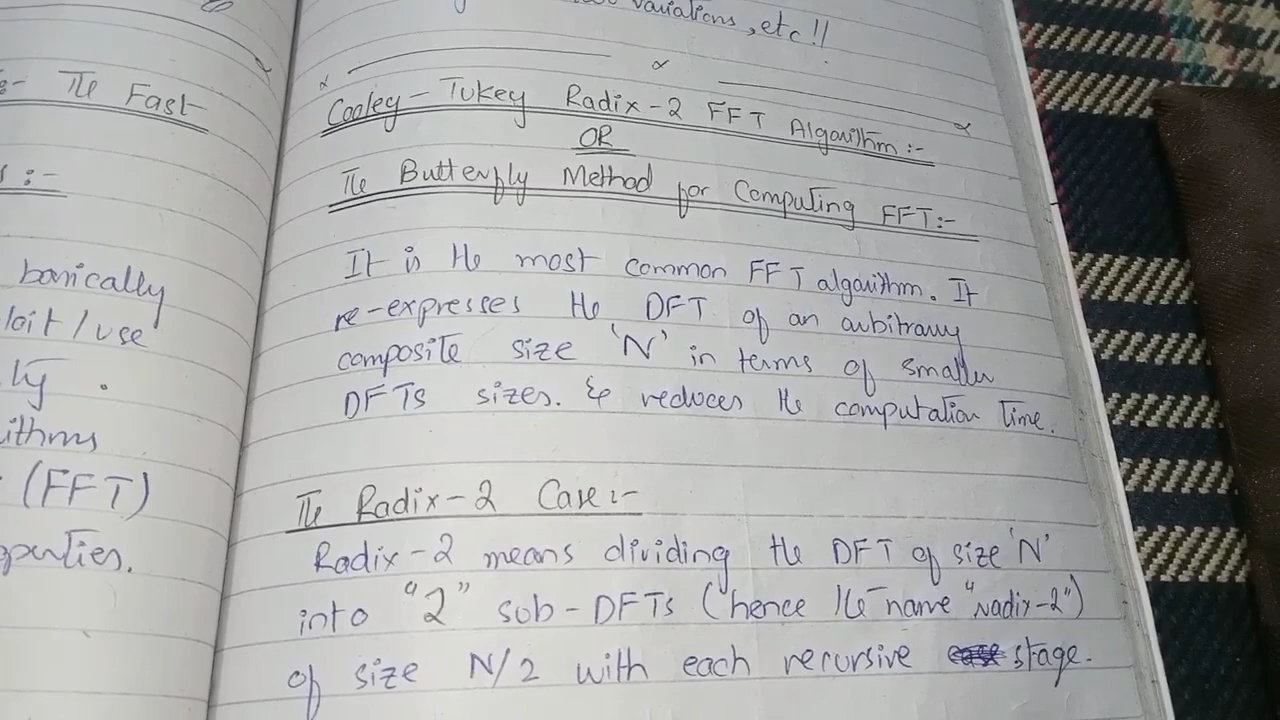 :- The Fast
s :-
basically
loit / use
ty .
ithms
(FFT)
perties.
variations, etc !!
Cooley - Tukey Radix-2 FFT Algorithm :-
OR
The Butterfly Method for Computing FFT :-
It is the most common FFT algorithm. It
re-expresses the DFT of an arbitrary
composite size 'N' in terms of smaller
DFTs sizes. & reduces the computation time.
The Radix-2 Case :-
Radix-2 means dividing the DFT of size 'N'
into "2" sub-DFTs (hence the name "radix-2")
of size N/2 with each recursive stage.